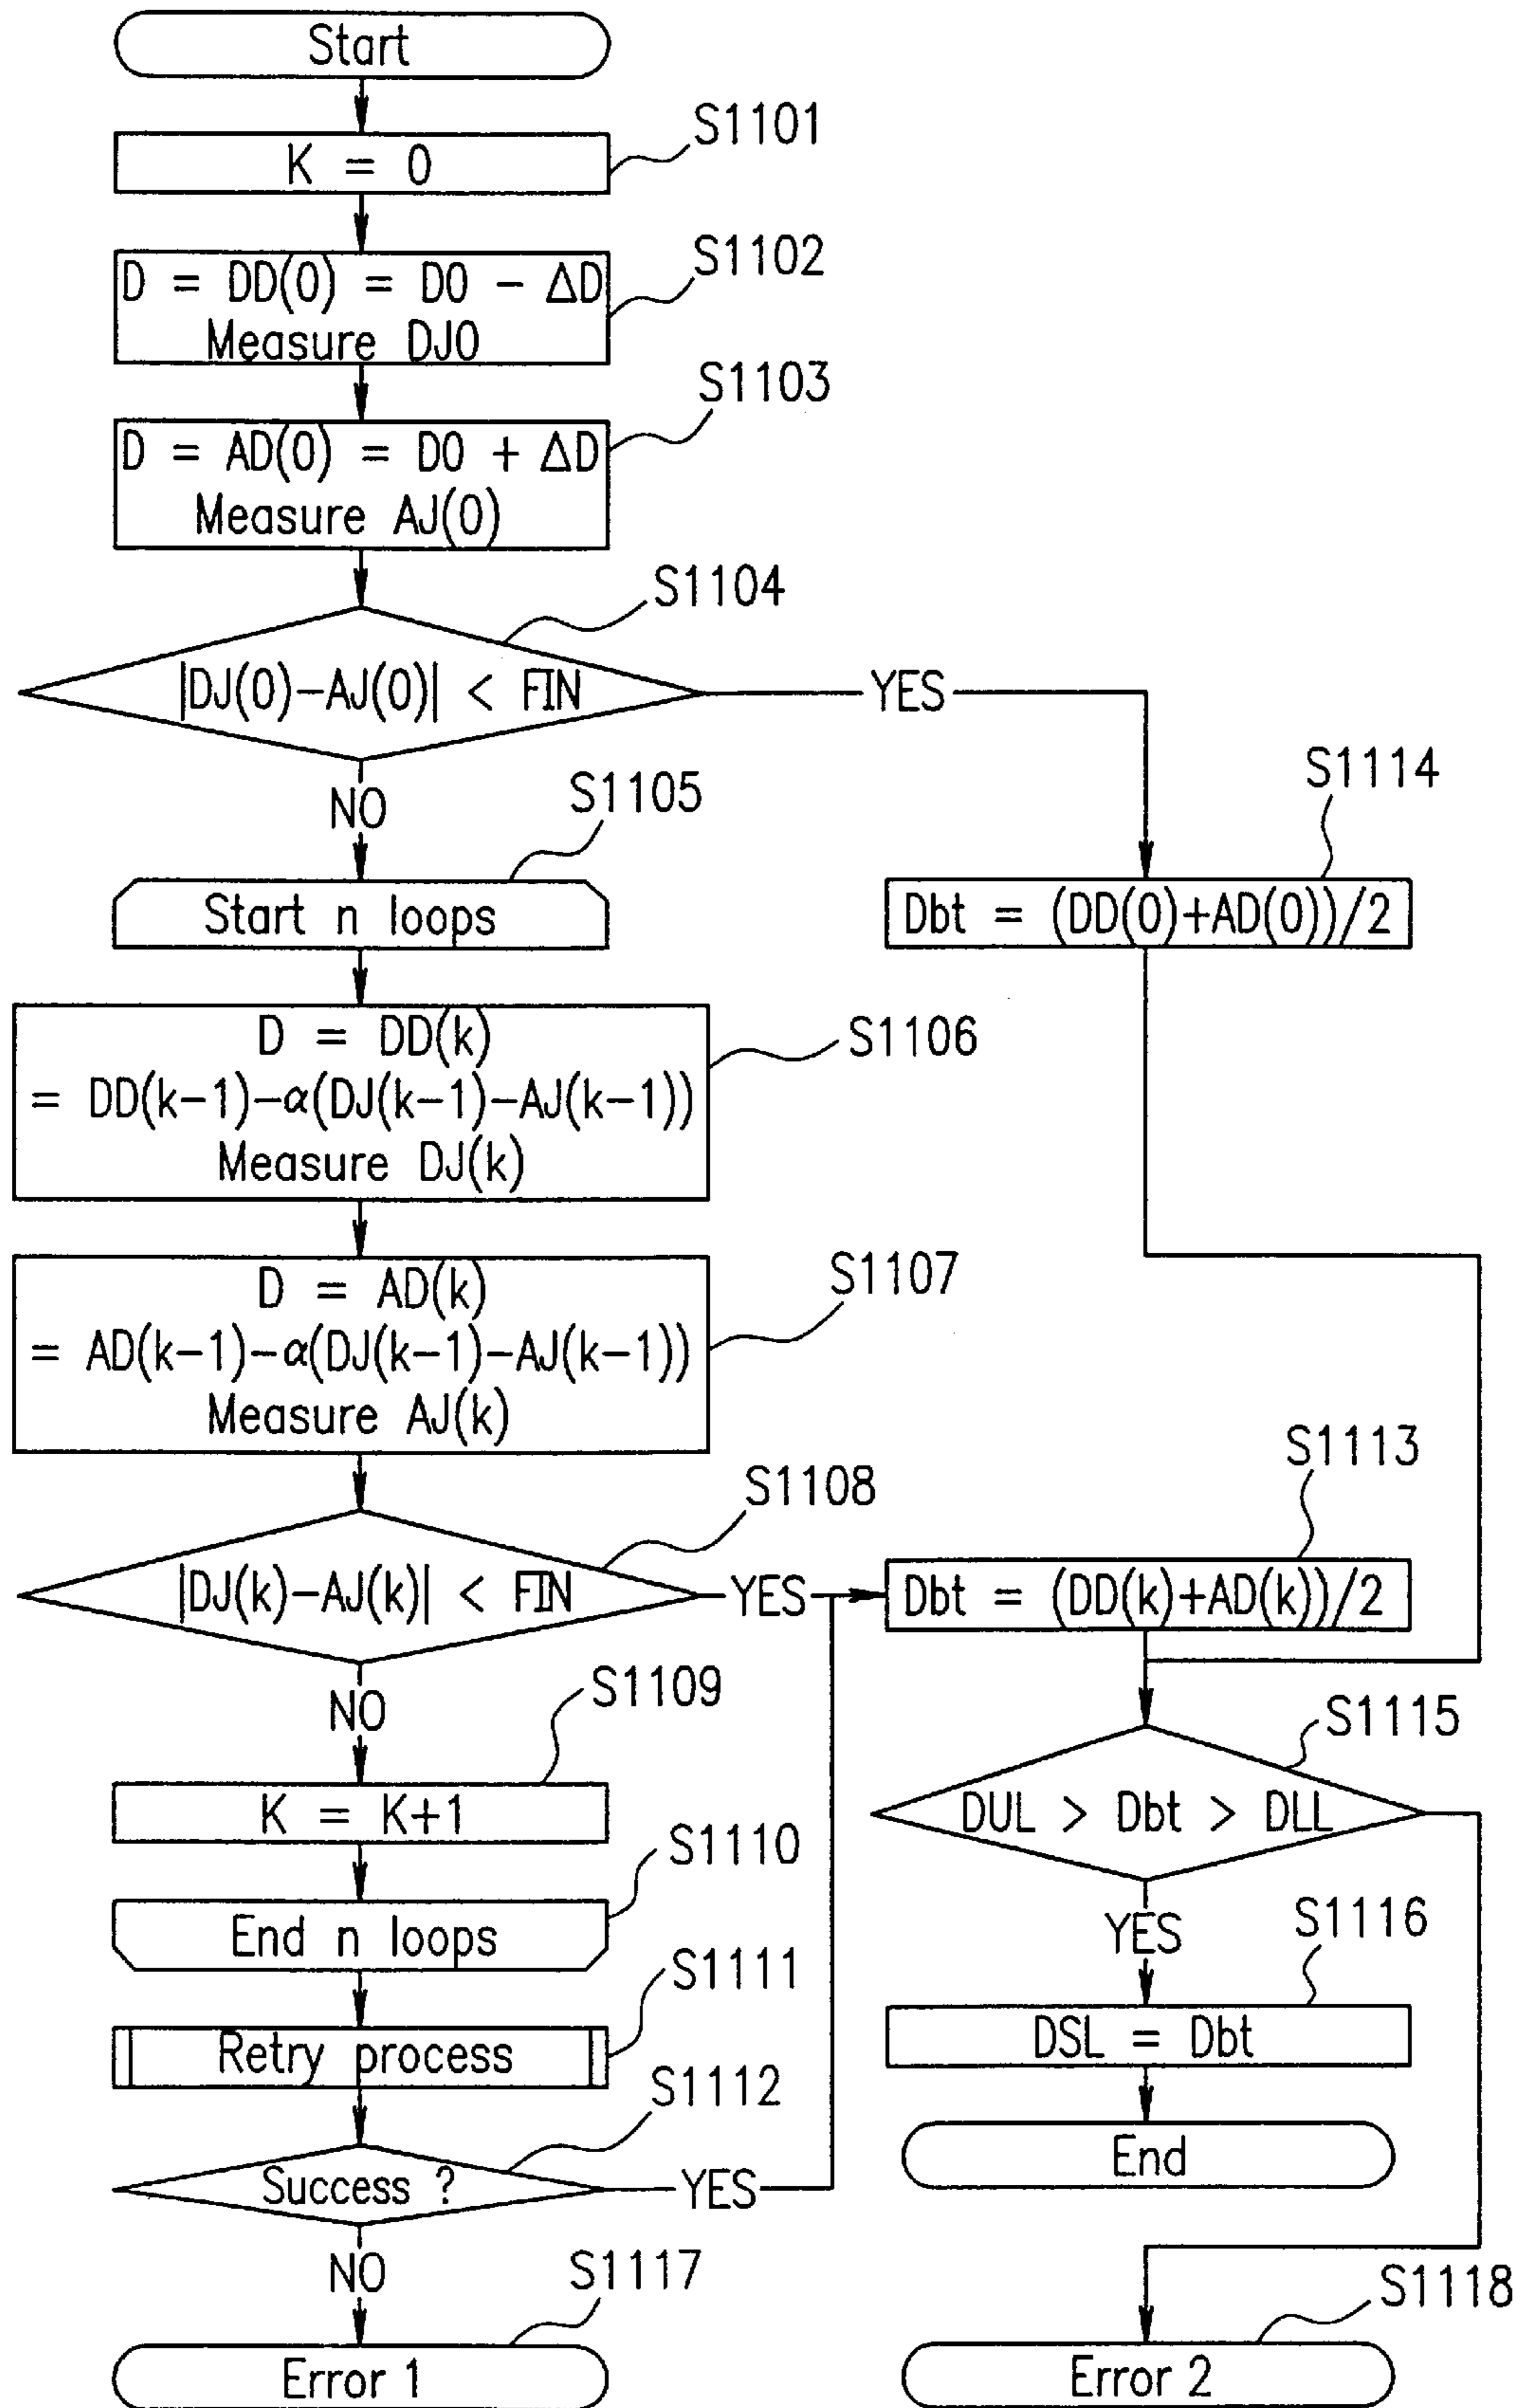 Start
S1101
K = 0
S1102
D = DD(0) = D0 - ΔD
Measure DJ0
S1103
D = AD(0) = D0 + ΔD
Measure AJ(0)
S1104
|DJ(0)-AJ(0)| < FIN
YES
NO
S1105
Start n loops
S1114
Dbt = (DD(0)+AD(0))/2
S1106
D = DD(k)
= DD(k-1)-α(DJ(k-1)-AJ(k-1))
Measure DJ(k)
S1107
D = AD(k)
= AD(k-1)-α(DJ(k-1)-AJ(k-1))
Measure AJ(k)
S1108
|DJ(k)-AJ(k)| < FIN
YES
S1113
Dbt = (DD(k)+AD(k))/2
NO
S1109
K = K+1
S1110
End n loops
S1111
Retry process
S1112
Success ?
YES
NO
S1117
Error 1
S1115
DUL > Dbt > DLL
YES
S1116
DSL = Dbt
End
S1118
Error 2